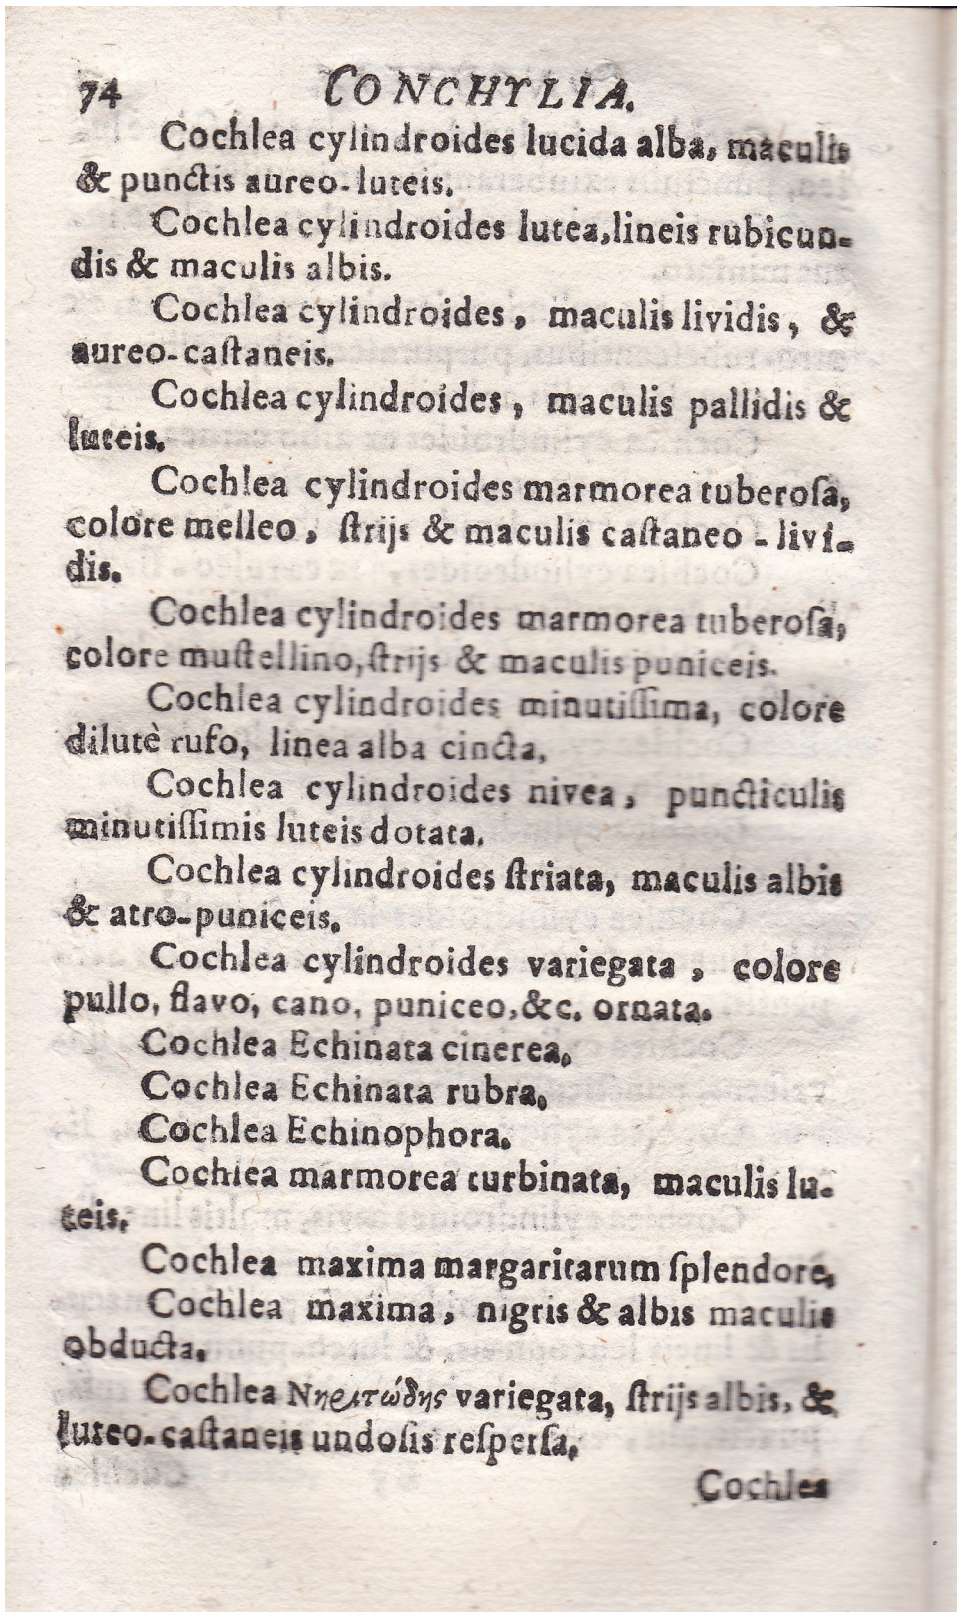 74 CONCHYLIA.
Cochlea cylindroides lucida alba, maculis
& punctis aureo-luteis.
Cochlea cylindroides lutea, lineis rubicun-
dis & maculis albis.
Cochlea cylindroides, maculis lividis, &
aureo-caſtaneis.
Cochlea cylindroides, maculis pallidis &
luteis.
Cochlea cylindroides marmorea tuberoſa,
colore melleo, ſtrijs & maculis caſtaneo-livi-
dis.
Cochlea cylindroides marmorea tuberoſa,
colore muſtellino, ſtrijs & maculis puniceis.
Cochlea cylindroides minutiſſima, colore
dilutè rufo, linea alba cincta.
Cochlea cylindroides nivea, puncticulis
minutiſſimis luteis dotata.
Cochlea cylindroides ſtriata, maculis albis
& atro-puniceis.
Cochlea cylindroides variegata, colore
pullo, flavo, cano, puniceo, &c. ornata.
Cochlea Echinata cinerea.
Cochlea Echinata rubra.
Cochlea Echinophora.
Cochlea marmorea turbinata, maculis lu-
teis.
Cochlea maxima margaritarum ſplendore.
Cochlea maxima, nigris & albis maculis
obducta.
Cochlea Νηριτώδης variegata, ſtrijs albis, &
luteo-caſtaneis undoſis reſperſa.
Cochlea